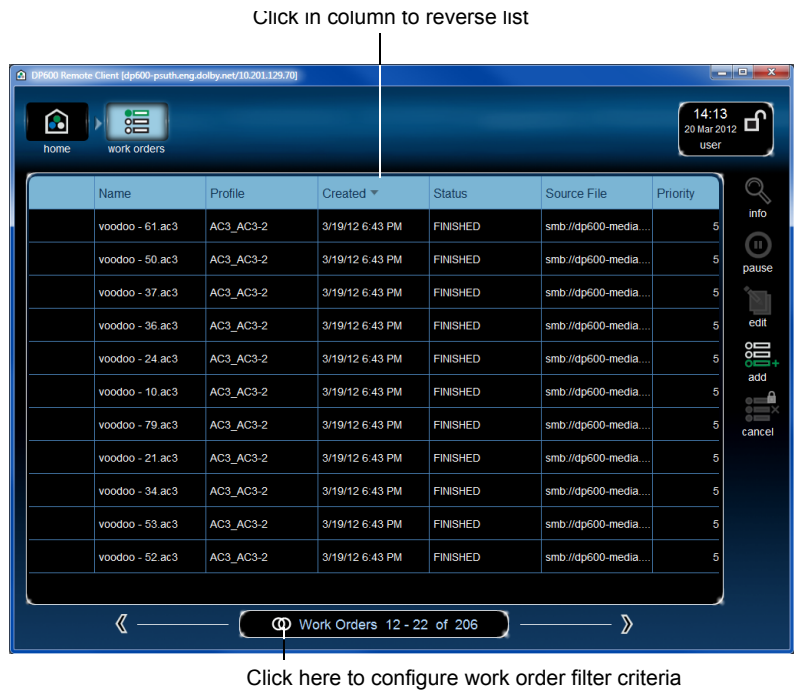 Click in column to reverse list
DP600 Remote Client [dp600-psuth.eng.dolby.net/10.201.129.70]
home
work orders
14:13
20 Mar 2012
user
Name Profile Created Status Source File Priority
voodoo - 61.ac3 AC3_AC3-2 3/19/12 6:43 PM FINISHED smb://dp600-media.... 5
voodoo - 50.ac3 AC3_AC3-2 3/19/12 6:43 PM FINISHED smb://dp600-media.... 5
voodoo - 37.ac3 AC3_AC3-2 3/19/12 6:43 PM FINISHED smb://dp600-media.... 5
voodoo - 36.ac3 AC3_AC3-2 3/19/12 6:43 PM FINISHED smb://dp600-media.... 5
voodoo - 24.ac3 AC3_AC3-2 3/19/12 6:43 PM FINISHED smb://dp600-media.... 5
voodoo - 10.ac3 AC3_AC3-2 3/19/12 6:43 PM FINISHED smb://dp600-media.... 5
voodoo - 79.ac3 AC3_AC3-2 3/19/12 6:43 PM FINISHED smb://dp600-media.... 5
voodoo - 21.ac3 AC3_AC3-2 3/19/12 6:43 PM FINISHED smb://dp600-media.... 5
voodoo - 34.ac3 AC3_AC3-2 3/19/12 6:43 PM FINISHED smb://dp600-media.... 5
voodoo - 53.ac3 AC3_AC3-2 3/19/12 6:43 PM FINISHED smb://dp600-media.... 5
voodoo - 52.ac3 AC3_AC3-2 3/19/12 6:43 PM FINISHED smb://dp600-media.... 5
info
pause
edit
add
cancel
Work Orders 12 - 22 of 206
Click here to configure work order filter criteria